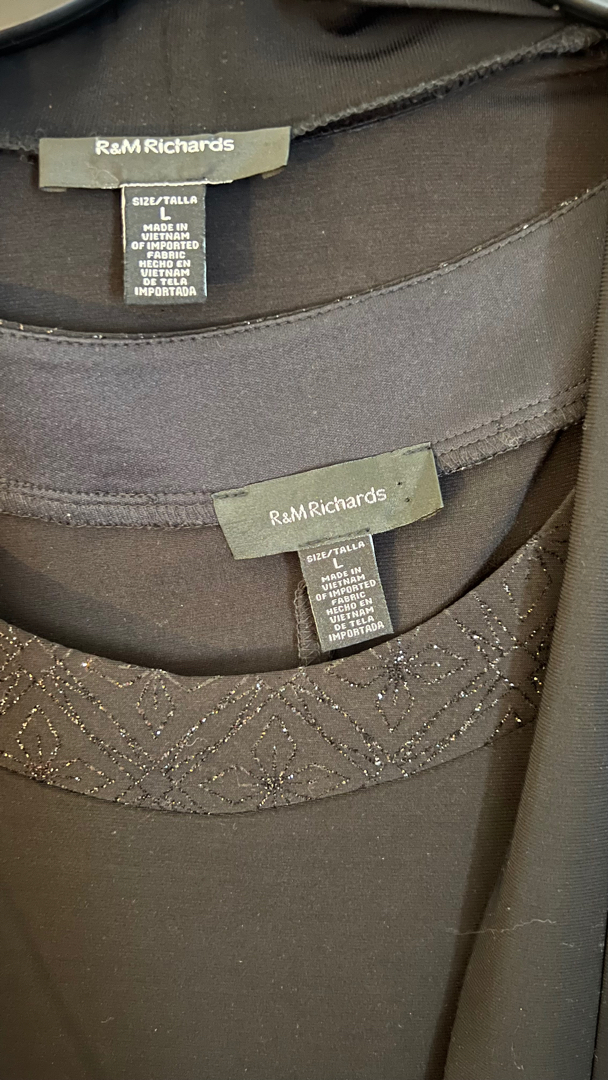 R&M Richards
SIZE/TALLA
L
MADE IN
VIETNAM
OF IMPORTED
FABRIC
HECHO EN
VIETNAM
DE TELA
IMPORTADA
R&M Richards
SIZE/TALLA
L
MADE IN
VIETNAM
OF IMPORTED
FABRIC
HECHO EN
VIETNAM
DE TELA
IMPORTADA